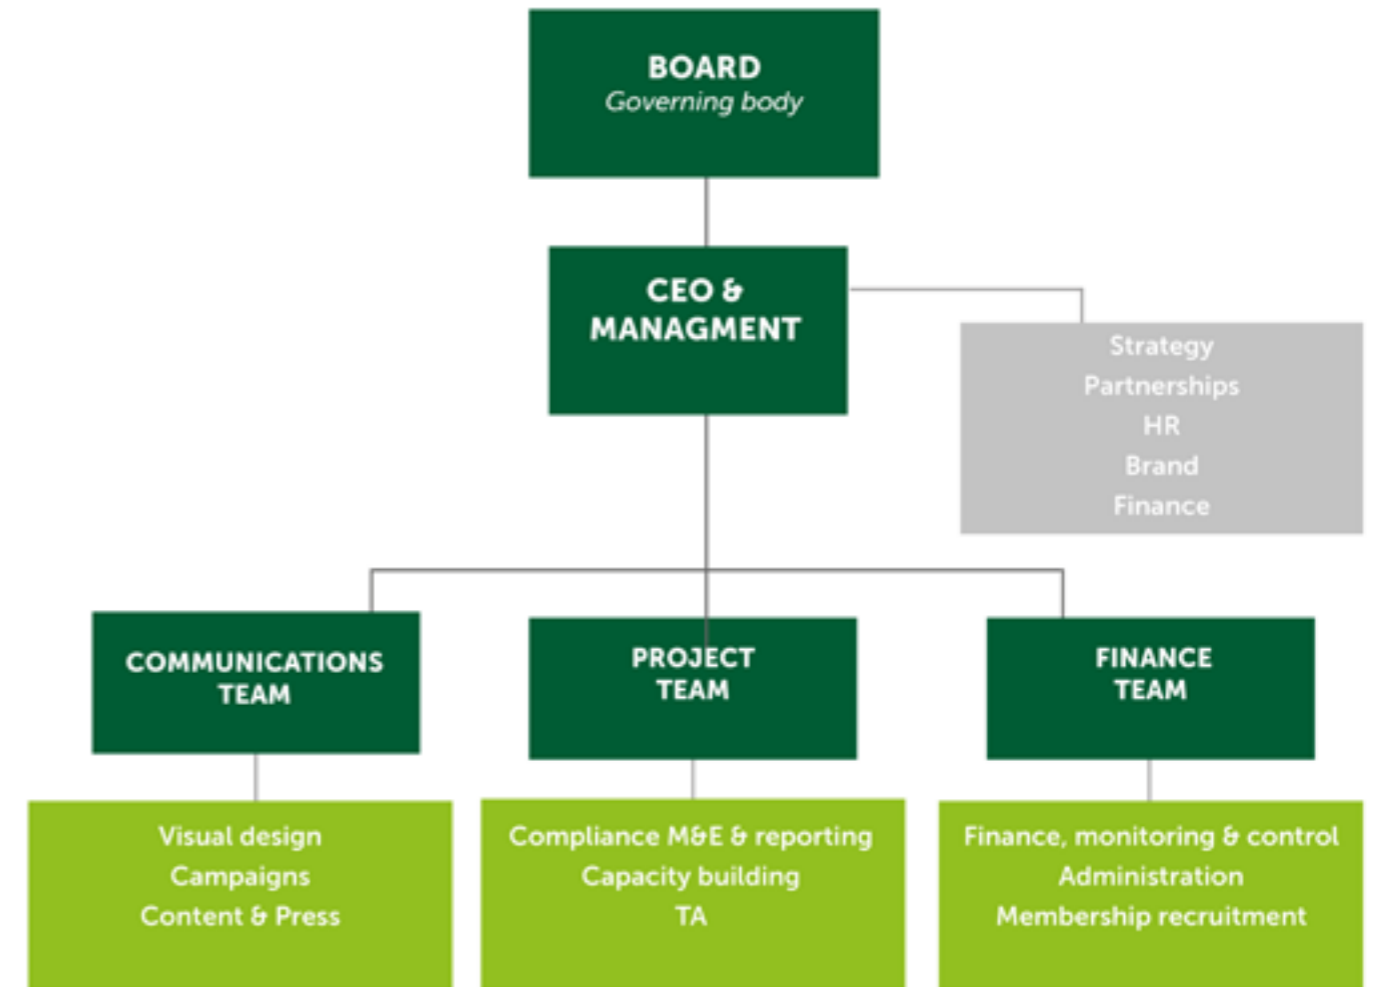 BOARD
Governing body
CEO &
MANAGMENT
Strategy
Partnerships
HR
Brand
Finance
COMMUNICATIONS
TEAM
PROJECT
TEAM
FINANCE
TEAM
Visual design
Campaigns
Content & Press
Compliance M&E & reporting
Capacity building
TA
Finance, monitoring & control
Administration
Membership recruitment